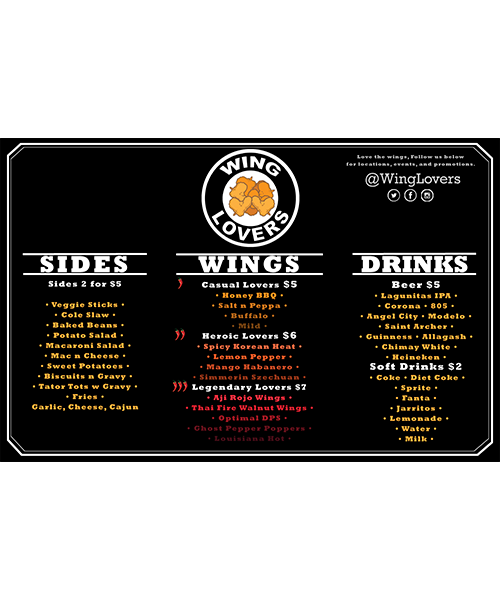 WING
LOVERS
Love the wings, Follow us below
for locations, events, and promotions.
@WingLovers
SIDES
Sides 2 for $5
• Veggie Sticks •
• Cole Slaw •
• Baked Beans •
• Potato Salad •
• Macaroni Salad •
• Mac n Cheese •
• Sweet Potatoes •
• Biscuits n Gravy •
• Tator Tots w Gravy •
• Fries •
Garlic, Cheese, Cajun
WINGS
Casual Lovers $5
• Honey BBQ •
• Salt n Peppa •
• Buffalo •
• Mild •
Heroic Lovers $6
• Spicy Korean Heat •
• Lemon Pepper •
• Mango Habanero •
• Simmerin Szechuan •
Legendary Lovers $7
• Aji Rojo Wings •
• Thai Fire Walnut Wings •
• Optimal DPS •
• Ghost Pepper Poppers •
• Louisiana Hot •
DRINKS
Beer $5
• Lagunitas IPA •
• Corona • 805 •
Angel City • Modelo •
• Saint Archer •
• Guinness • Allagash •
• Chimay White •
• Heineken •
Soft Drinks $2
• Coke • Diet Coke •
• Sprite •
• Fanta •
• Jarritos •
• Lemonade •
• Water •
• Milk •